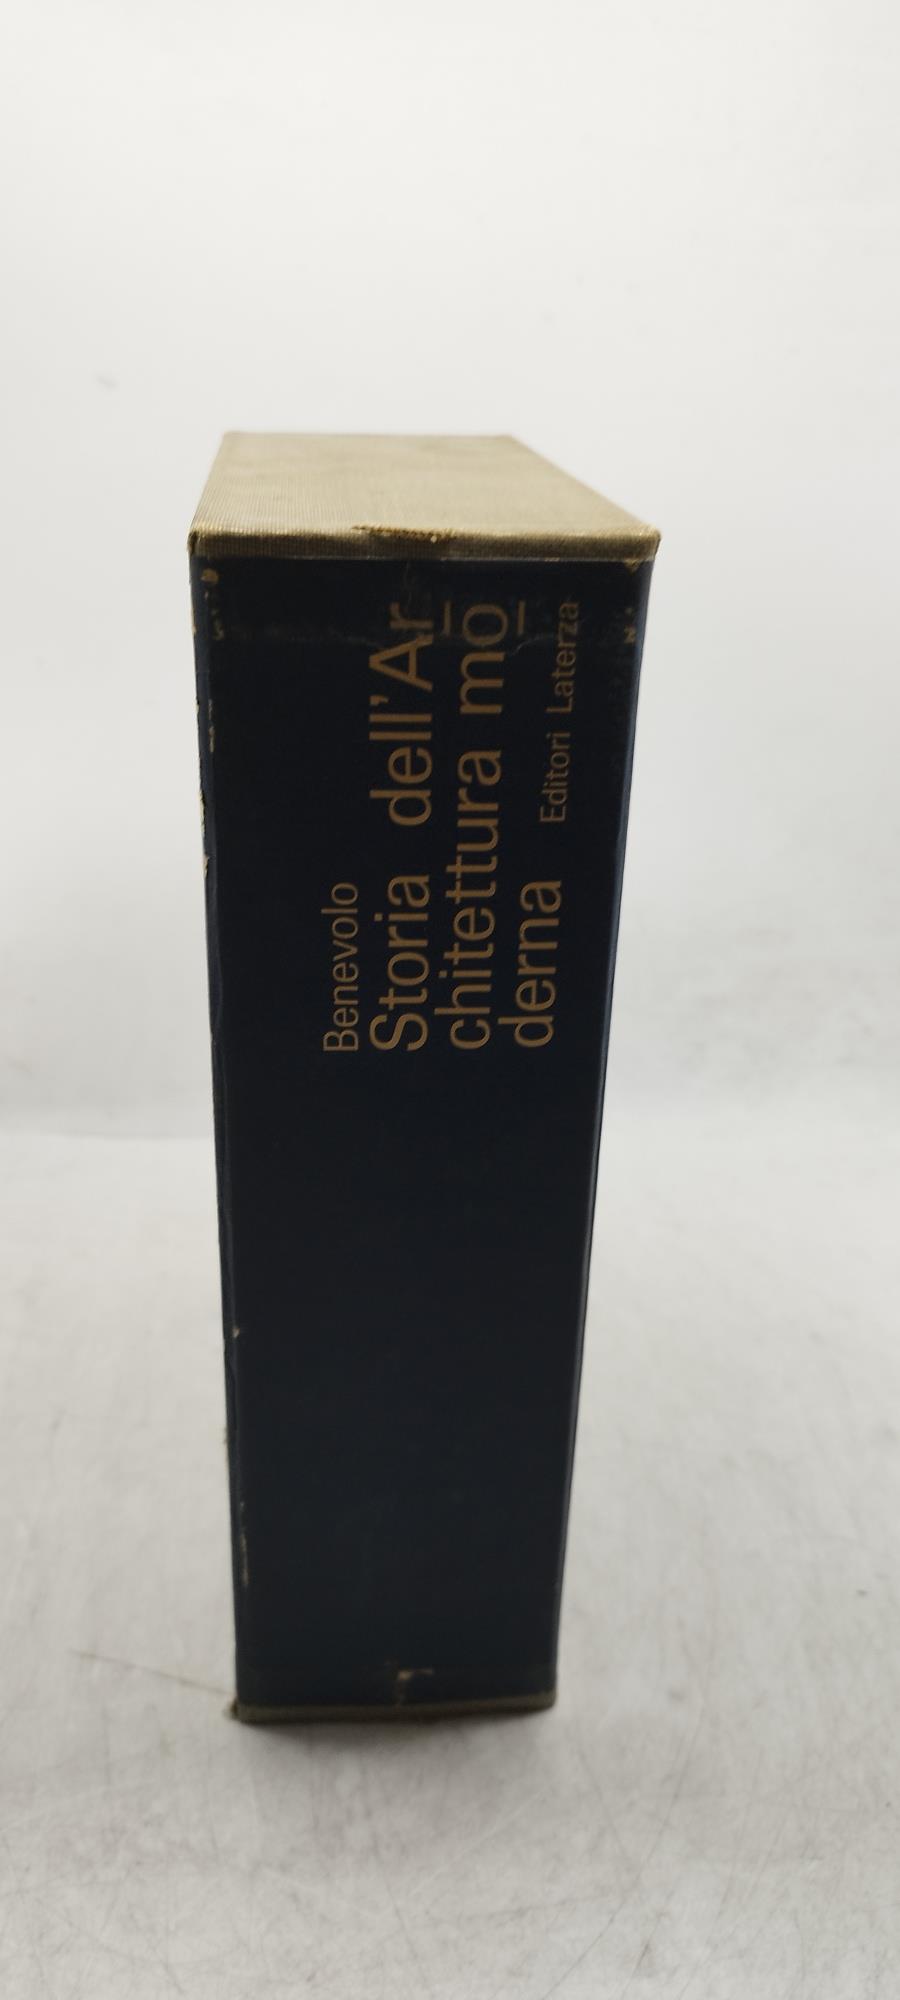 Benevolo
Storia dell'Ar
chitettura mo
derna Editori Laterza